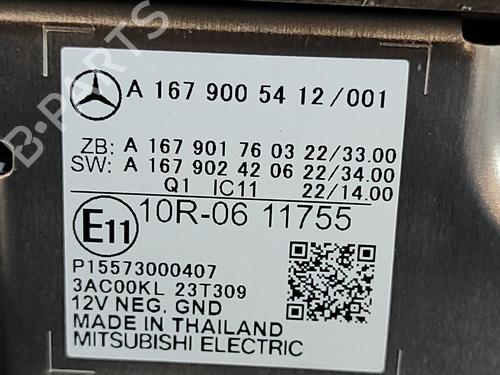 B-PARTS
A 167 900 54 12/001
ZB: A 167 901 76 03 22/33.00
SW: A 167 902 42 06 22/34.00
Q1 IC11 22/14.00
E11 10R-06 11755
P15573000407
3AC00KL 23T309
12V NEG. GND
MADE IN THAILAND
MITSUBISHI ELECTRIC